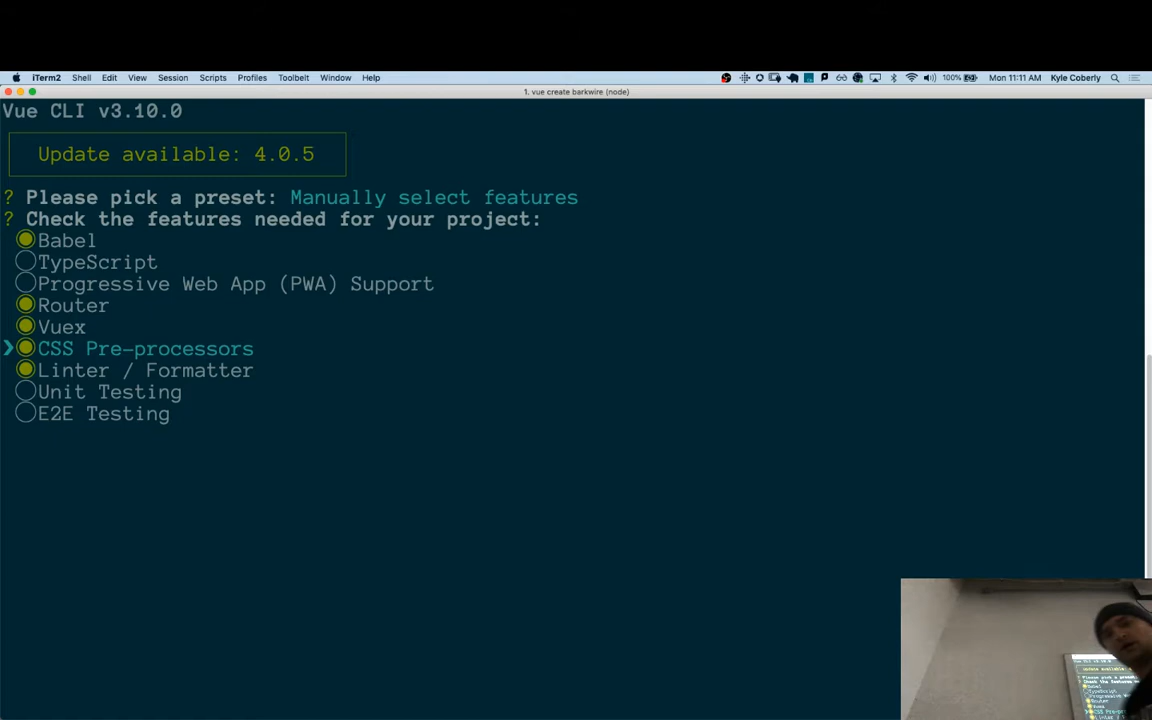 iTerm2 Shell Edit View Session Scripts Profiles Toolbelt Window Help 100% Mon 11:11 AM Kyle Coberly
1. vue create barkwire (node)
Vue CLI v3.10.0
Update available: 4.0.5
? Please pick a preset: Manually select features
? Check the features needed for your project:
◉Babel
◯TypeScript
◯Progressive Web App (PWA) Support
◉Router
◉Vuex
❯◉CSS Pre-processors
◉Linter / Formatter
◯Unit Testing
◯E2E Testing